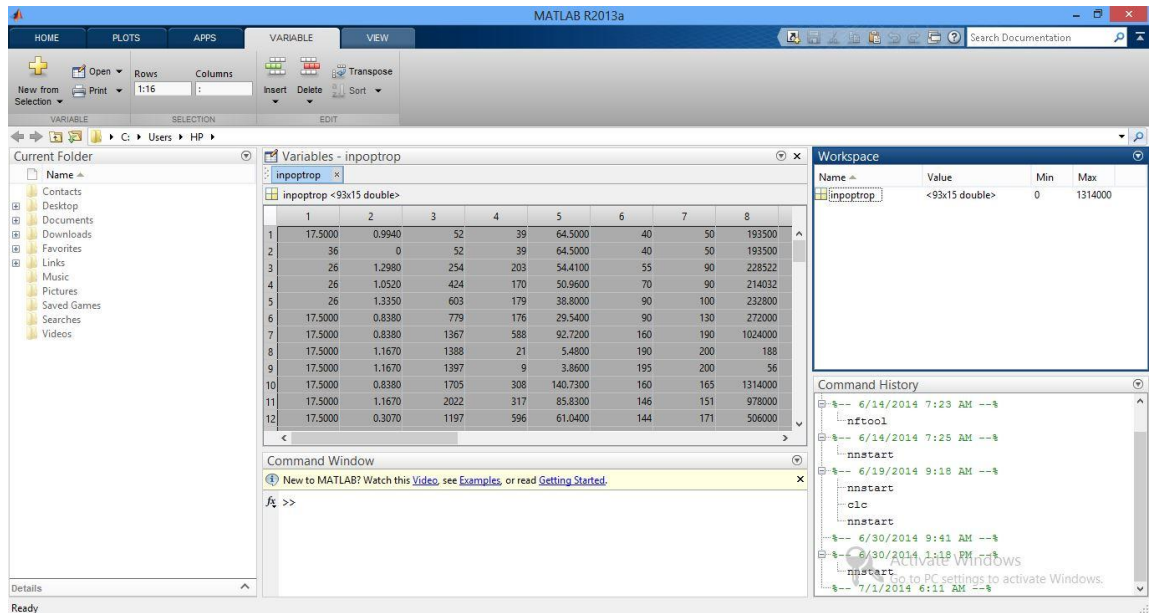 MATLAB R2013a
HOME PLOTS APPS VARIABLE VIEW
Search Documentation
New from Selection
Open
Print
Rows Columns
1:16 :
Insert Delete
Transpose
Sort
VARIABLE SELECTION EDIT
C: Users HP
Current Folder
Name
Contacts
Desktop
Documents
Downloads
Favorites
Links
Music
Pictures
Saved Games
Searches
Videos
Details
Variables - inpoptrop
inpoptrop
inpoptrop <93x15 double>
1 2 3 4 5 6 7 8
1 17.5000 0.9940 52 39 64.5000 40 50 193500
2 36 0 52 39 64.5000 40 50 193500
3 26 1.2980 254 203 54.4100 55 90 228522
4 26 1.0520 424 170 50.9600 70 90 214032
5 26 1.3350 603 179 38.8000 90 100 232800
6 17.5000 0.8380 779 176 29.5400 90 130 272000
7 17.5000 0.8380 1367 588 92.7200 160 190 1024000
8 17.5000 1.1670 1388 21 5.4800 190 200 188
9 17.5000 1.1670 1397 9 3.8600 195 200 56
10 17.5000 0.8380 1705 308 140.7300 160 165 1314000
11 17.5000 1.1670 2022 317 85.8300 146 151 978000
12 17.5000 0.3070 1197 596 61.0400 144 171 506000
Command Window
New to MATLAB? Watch this Video, see Examples, or read Getting Started.
fx >>
Workspace
Name Value Min Max
inpoptrop <93x15 double> 0 1314000
Command History
%-- 6/14/2014 7:23 AM --%
nftool
%-- 6/14/2014 7:25 AM --%
nnstart
%-- 6/19/2014 9:18 AM --%
nnstart
clc
nnstart
%-- 6/30/2014 9:41 AM --%
%-- 6/30/2014 1:18 PM --%
nnstart
%-- 7/1/2014 6:11 AM --%
Activate Windows
Go to PC settings to activate Windows.
Ready